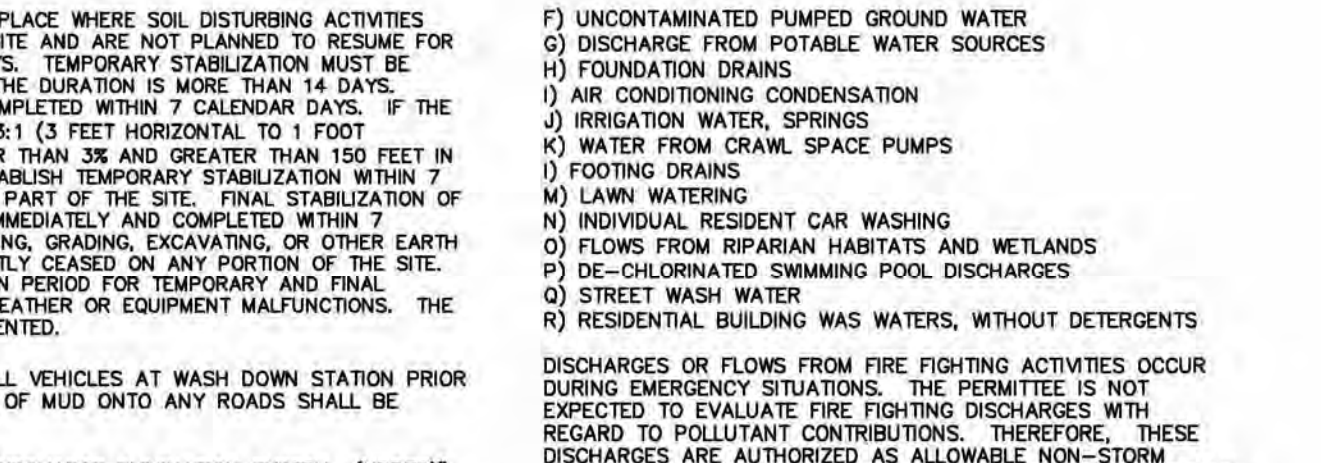 PLACE WHERE SOIL DISTURBING ACTIVITIES
ITE AND ARE NOT PLANNED TO RESUME FOR
S. TEMPORARY STABILIZATION MUST BE
HE DURATION IS MORE THAN 14 DAYS.
MPLETED WITHIN 7 CALENDAR DAYS. IF THE
3:1 (3 FEET HORIZONTAL TO 1 FOOT
R THAN 3% AND GREATER THAN 150 FEET IN
ABLISH TEMPORARY STABILIZATION WITHIN 7
PART OF THE SITE. FINAL STABILIZATION OF
MMEDIATELY AND COMPLETED WITHIN 7
NG, GRADING, EXCAVATING, OR OTHER EARTH
TLY CEASED ON ANY PORTION OF THE SITE.
N PERIOD FOR TEMPORARY AND FINAL
EATHER OR EQUIPMENT MALFUNCTIONS. THE
ENTED.
LL VEHICLES AT WASH DOWN STATION PRIOR
OF MUD ONTO ANY ROADS SHALL BE
F) UNCONTAMINATED PUMPED GROUND WATER
G) DISCHARGE FROM POTABLE WATER SOURCES
H) FOUNDATION DRAINS
I) AIR CONDITIONING CONDENSATION
J) IRRIGATION WATER, SPRINGS
K) WATER FROM CRAWL SPACE PUMPS
I) FOOTING DRAINS
M) LAWN WATERING
N) INDIVIDUAL RESIDENT CAR WASHING
O) FLOWS FROM RIPARIAN HABITATS AND WETLANDS
P) DE-CHLORINATED SWIMMING POOL DISCHARGES
Q) STREET WASH WATER
R) RESIDENTIAL BUILDING WAS WATERS, WITHOUT DETERGENTS
DISCHARGES OR FLOWS FROM FIRE FIGHTING ACTIVITIES OCCUR
DURING EMERGENCY SITUATIONS. THE PERMITTEE IS NOT
EXPECTED TO EVALUATE FIRE FIGHTING DISCHARGES WITH
REGARD TO POLLUTANT CONTRIBUTIONS. THEREFORE, THESE
DISCHARGES ARE AUTHORIZED AS ALLOWABLE NON-STORM